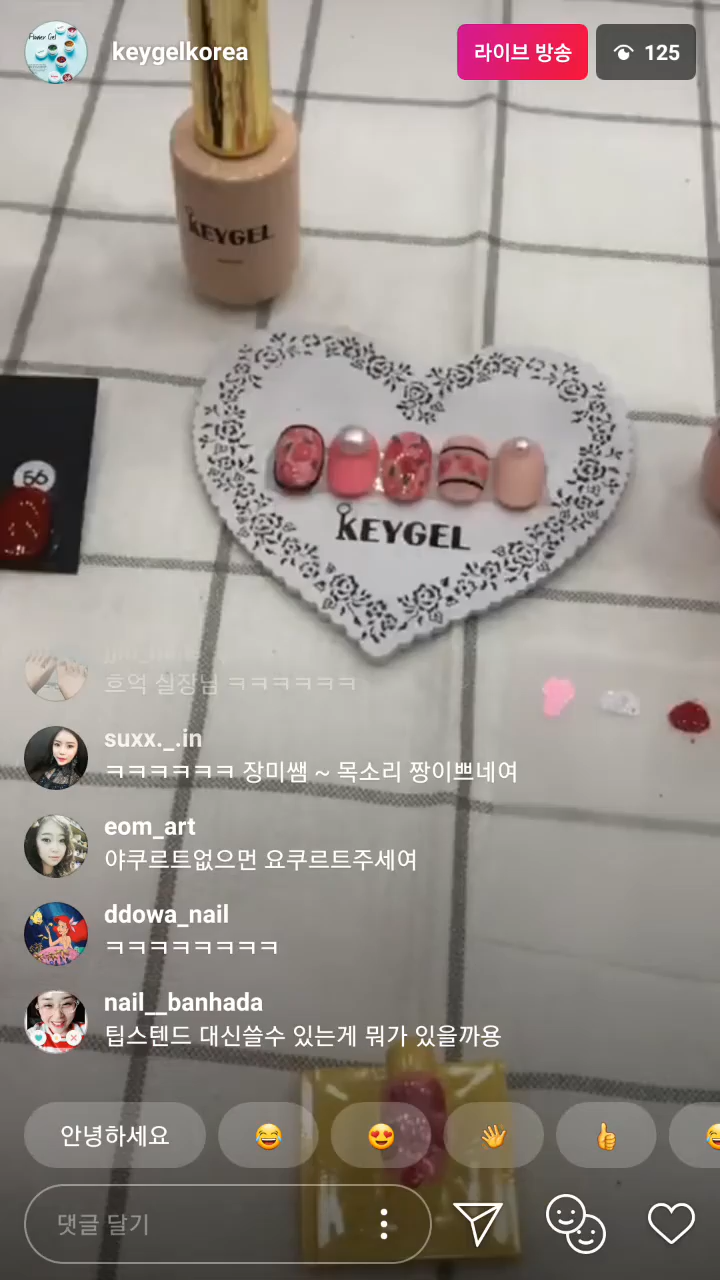 keygelkorea
라이브 방송
125
KEYGEL
56
KEYGEL
흐억 실장님 ㅋㅋㅋㅋㅋㅋ
suxx._.in
ㅋㅋㅋㅋㅋㅋ 장미쌤 ~ 목소리 짱이쁘네여
eom_art
야쿠르트없으먼 요쿠르트주세여
ddowa_nail
ㅋㅋㅋㅋㅋㅋㅋㅋ
nail__banhada
팁스텐드 대신쓸수 있는게 뭐가 있을까용
안녕하세요
댓글 달기